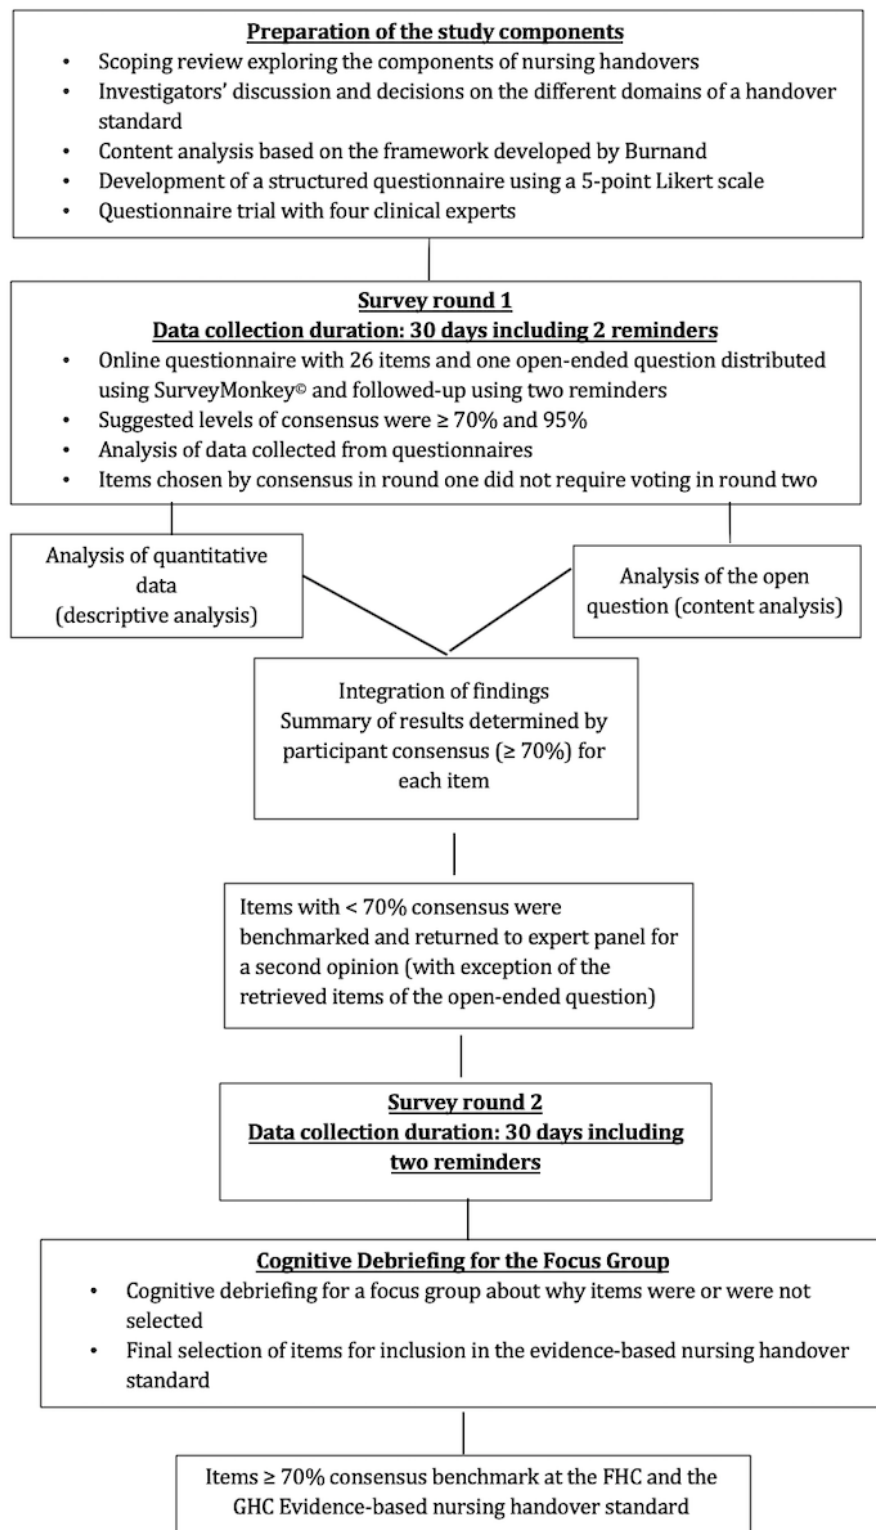 Preparation of the study components
• Scoping review exploring the components of nursing handovers
• Investigators' discussion and decisions on the different domains of a handover
standard
• Content analysis based on the framework developed by Burnand
• Development of a structured questionnaire using a 5-point Likert scale
• Questionnaire trial with four clinical experts
Survey round 1
Data collection duration: 30 days including 2 reminders
• Online questionnaire with 26 items and one open-ended question distributed
using SurveyMonkey© and followed-up using two reminders
• Suggested levels of consensus were ≥ 70% and 95%
• Analysis of data collected from questionnaires
• Items chosen by consensus in round one did not require voting in round two
Analysis of quantitative
data
(descriptive analysis)
Analysis of the open
question (content analysis)
Integration of findings
Summary of results determined by
participant consensus (≥ 70%) for
each item
Items with < 70% consensus were
benchmarked and returned to expert panel for
a second opinion (with exception of the
retrieved items of the open-ended question)
Survey round 2
Data collection duration: 30 days including
two reminders
Cognitive Debriefing for the Focus Group
• Cognitive debriefing for a focus group about why items were or were not
selected
• Final selection of items for inclusion in the evidence-based nursing handover
standard
Items ≥ 70% consensus benchmark at the FHC and the
GHC Evidence-based nursing handover standard